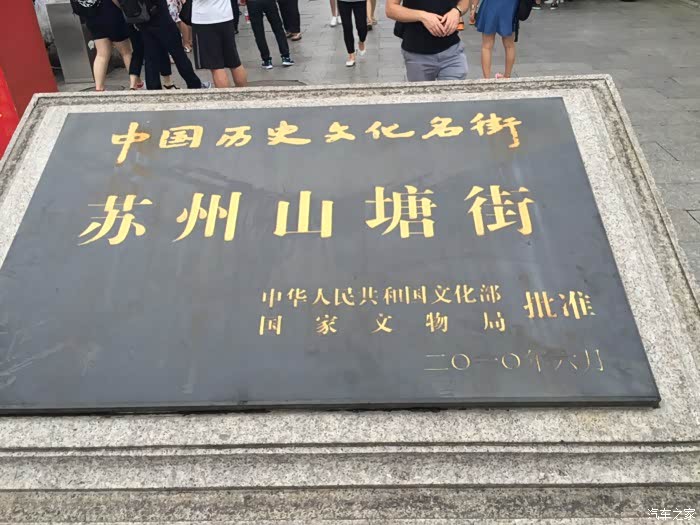 中国历史文化名街
苏州山塘街
中华人民共和国文化部
国家文物局
批准
二〇一〇年六月
汽车之家